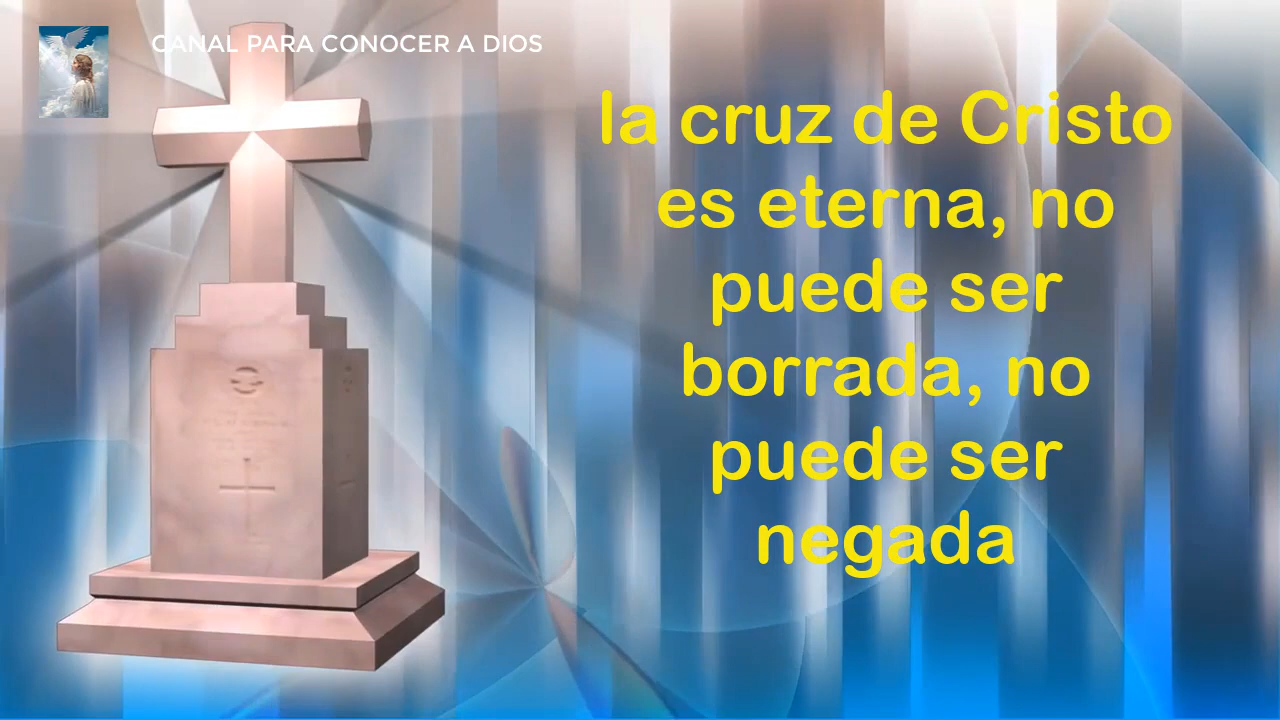 CANAL PARA CONOCER A DIOS
la cruz de Cristo
es eterna, no
puede ser
borrada, no
puede ser
negada